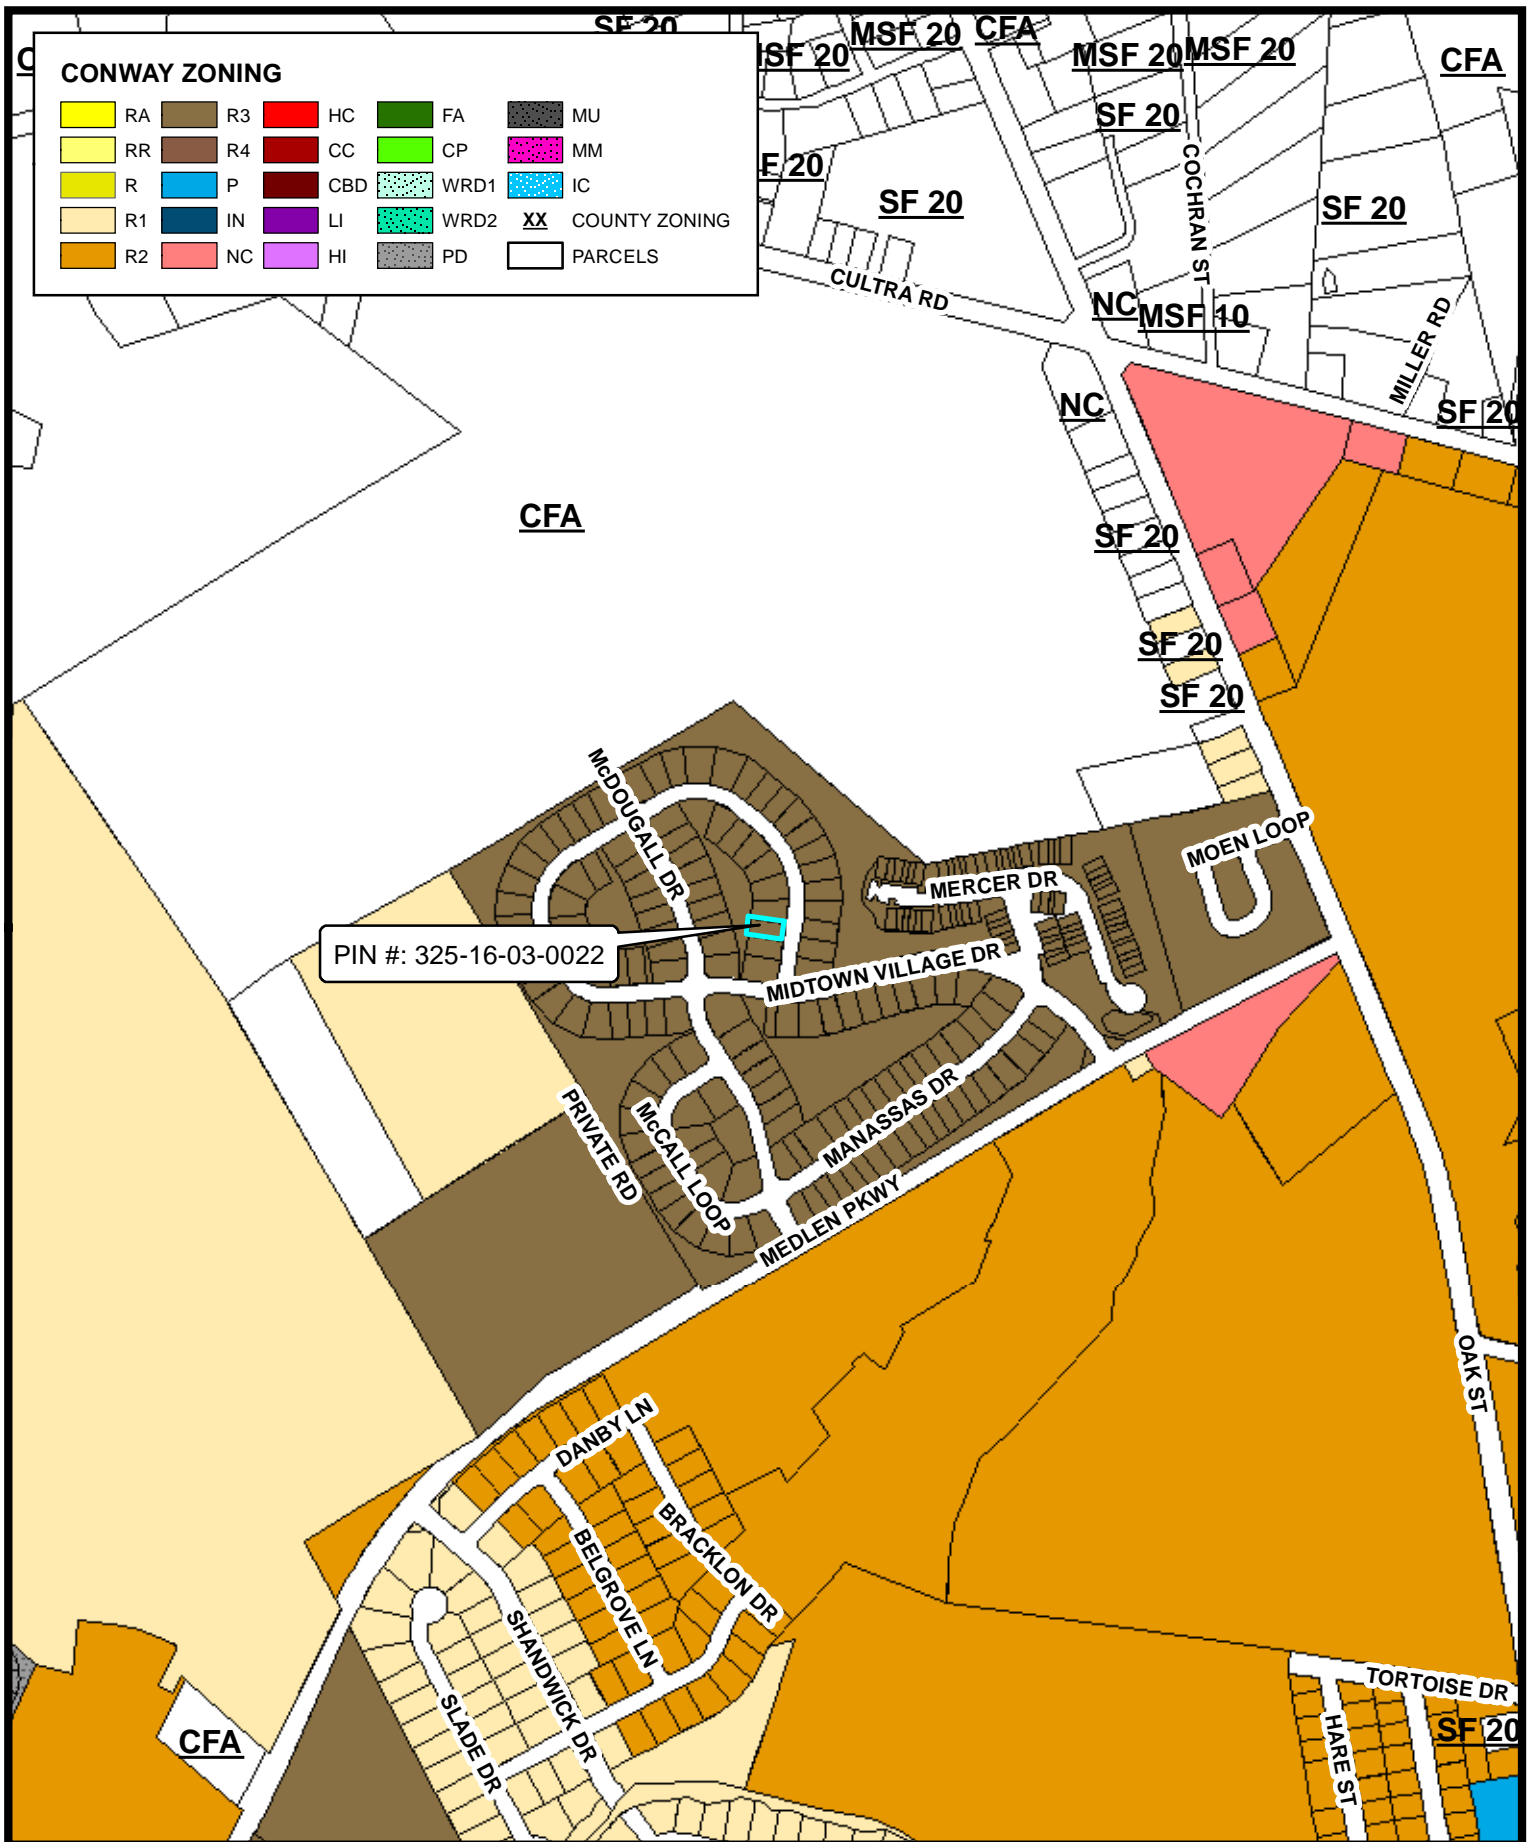 SF 20
MSF 20
CFA
MSF 20
MSF 20
CFA
CONWAY ZONING
RA
R3
HC
FA
MU
RR
R4
CC
CP
MM
R
P
CBD
WRD1
IC
R1
IN
LI
WRD2
XX COUNTY ZONING
R2
NC
HI
PD
PARCELS
SF 20
COCHRAN ST
SF 20
SF 20
CULTRA RD
NC
MSF 10
MILLER RD
NC
SF 20
CFA
SF 20
SF 20
SF 20
McDOUGALL DR
MOEN LOOP
MERCER DR
PIN #: 325-16-03-0022
MIDTOWN VILLAGE DR
PRIVATE RD
McCALL LOOP
MANASSAS DR
MEDLEN PKWY
OAK ST
DANBY LN
BRACKLON DR
BELGROVE LN
SHANDWICK DR
SLADE DR
CFA
TORTOISE DR
HARE ST
SF 20